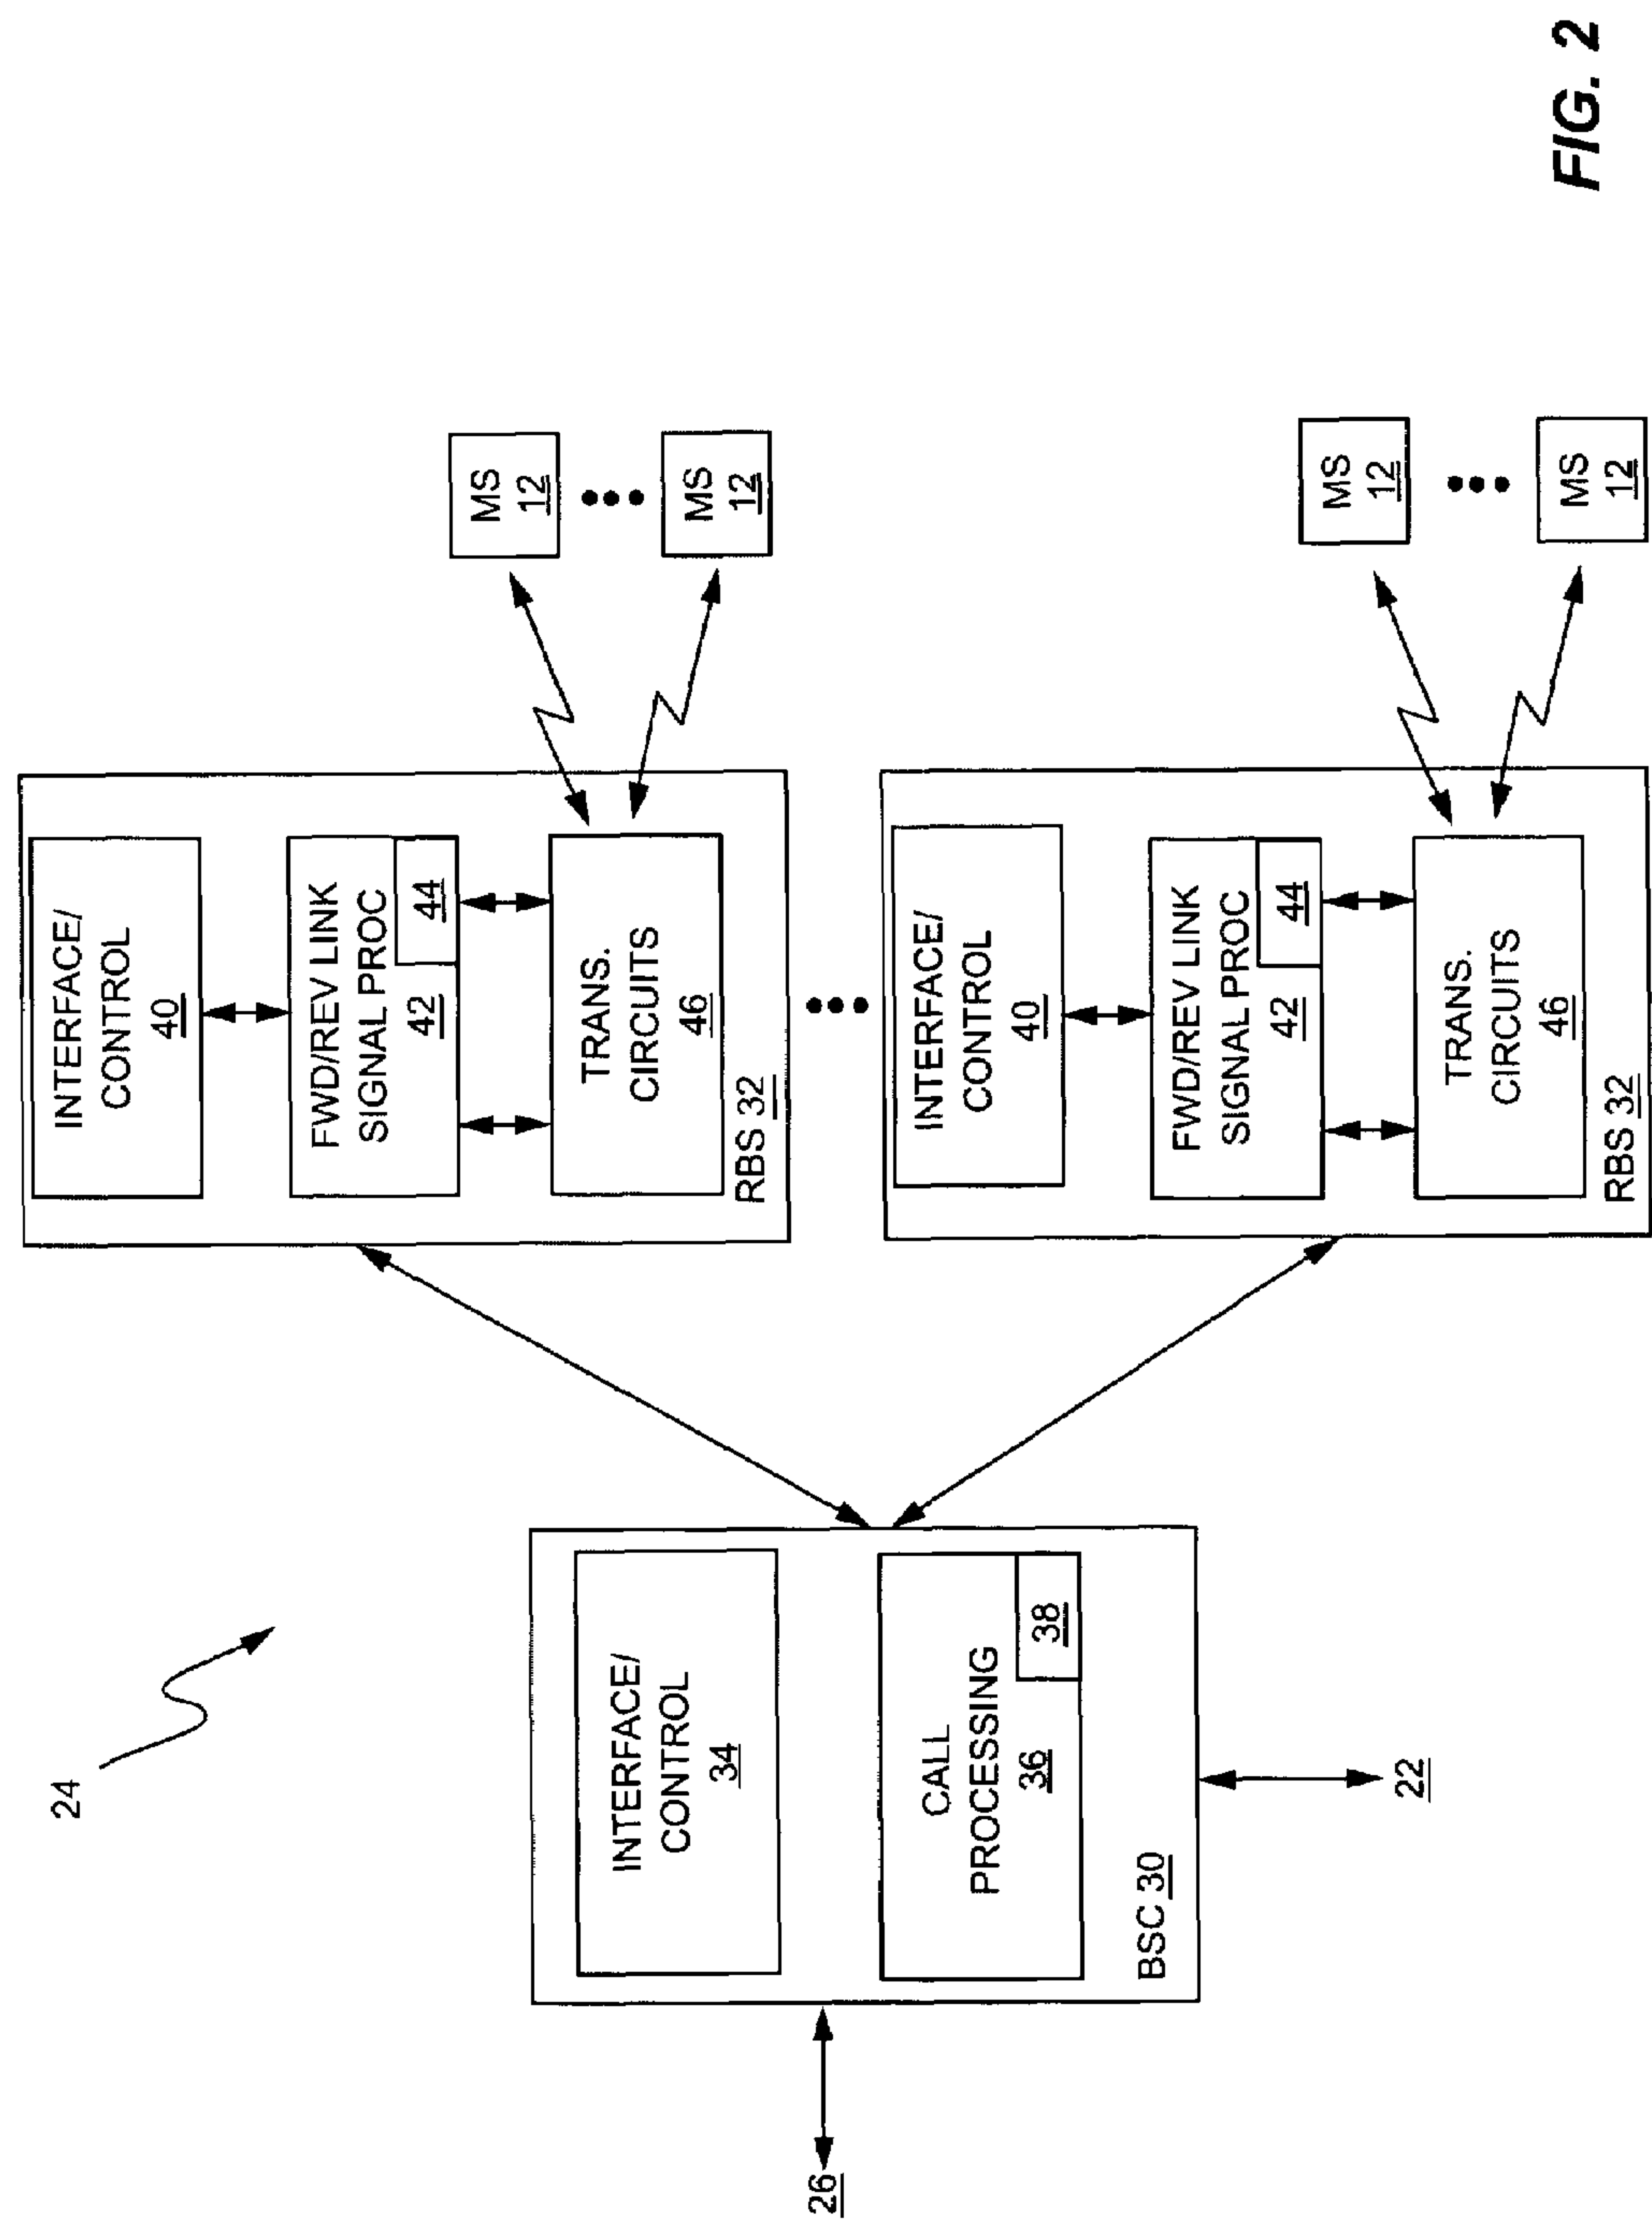 24
26
INTERFACE/
CONTROL
34
CALL
PROCESSING
36
38
BSC 30
22
INTERFACE/
CONTROL
40
FWD/REV LINK
SIGNAL PROC
42
44
TRANS.
CIRCUITS
46
RBS 32
MS
12
MS
12
INTERFACE/
CONTROL
40
FWD/REV LINK
SIGNAL PROC
42
44
TRANS.
CIRCUITS
46
RBS 32
MS
12
MS
12
FIG. 2